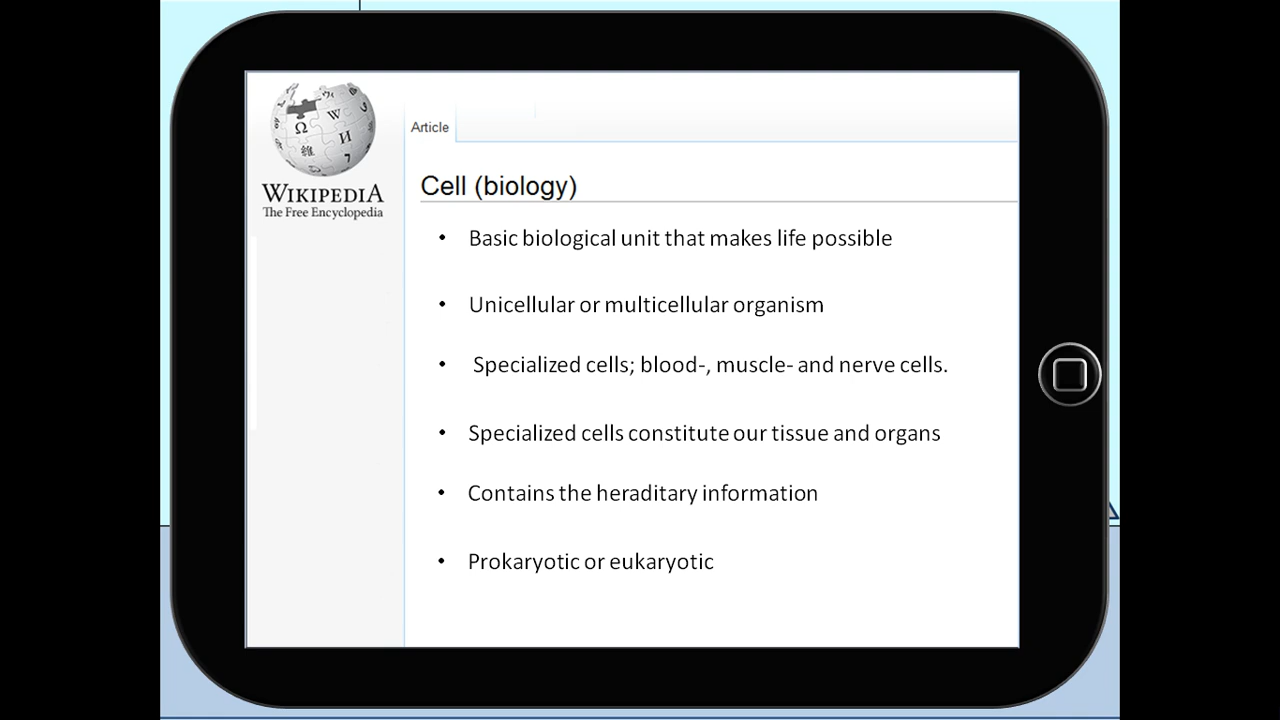 WIKIPEDIA
The Free Encyclopedia
Article
Cell (biology)
• Basic biological unit that makes life possible
• Unicellular or multicellular organism
• Specialized cells; blood-, muscle- and nerve cells.
• Specialized cells constitute our tissue and organs
• Contains the heraditary information
• Prokaryotic or eukaryotic